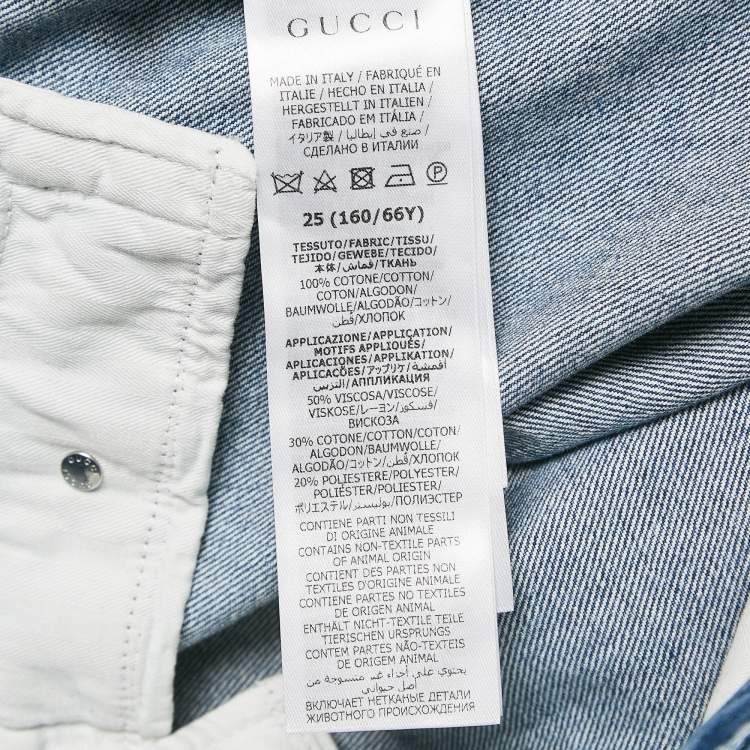 GUCCI
MADE IN ITALY / FABRIQUÉ EN
ITALIE / HECHO EN ITALIA /
HERGESTELLT IN ITALIEN /
FABRICADO EM ITÁLIA /
イタリア製 / صنع في إيطاليا /
СДЕЛАНО В ИТАЛИИ
P
25 (160/66Y)
TESSUTO/FABRIC/TISSU/
TEJIDO/GEWEBE/TECIDO/
本体/قماش/ТКАНЬ
100% COTONE/COTTON/
COTON/ALGODON/
BAUMWOLLE/ALGODÃO/コットン/
قُطن/ХЛОПОК
APPLICAZIONE/APPLICATION/
MOTIFS APPLIQUÉS/
APLICACIONES/APPLIKATION/
APLICAÇÕES/アップリケ/
التزس/АППЛИКАЦИЯ
50% VISCOSA/VISCOSE/
VISKOSE/レーヨン/فسكوز/
ВИСКОЗА
30% COTONE/COTTON/COTON/
ALGODON/BAUMWOLLE/
ALGODÃO/コットン/قُطن/ХЛОПОК
20% POLIESTERE/POLYESTER/
POLIÉSTER/POLIESTER/
ポリエステル/بوليستر/ПОЛИЭСТЕР
CONTIENE PARTI NON TESSILI
DI ORIGINE ANIMALE
CONTAINS NON-TEXTILE PARTS
OF ANIMAL ORIGIN
CONTIENT DES PARTIES NON
TEXTILES D'ORIGINE ANIMALE
CONTIENE PARTES NO TEXTILES
DE ORIGEN ANIMAL
ENTHÄLT NICHT-TEXTILE TEILE
TIERISCHEN URSPRUNGS
CONTEM PARTES NÃO-TEXTEIS
DE ORIGEM ANIMAL
يحتوي على أجزاء غير منسوجة من
أصل حيواني
ВКЛЮЧАЕТ НЕТКАНЫЕ ДЕТАЛИ
ЖИВОТНОГО ПРОИСХОЖДЕНИЯ